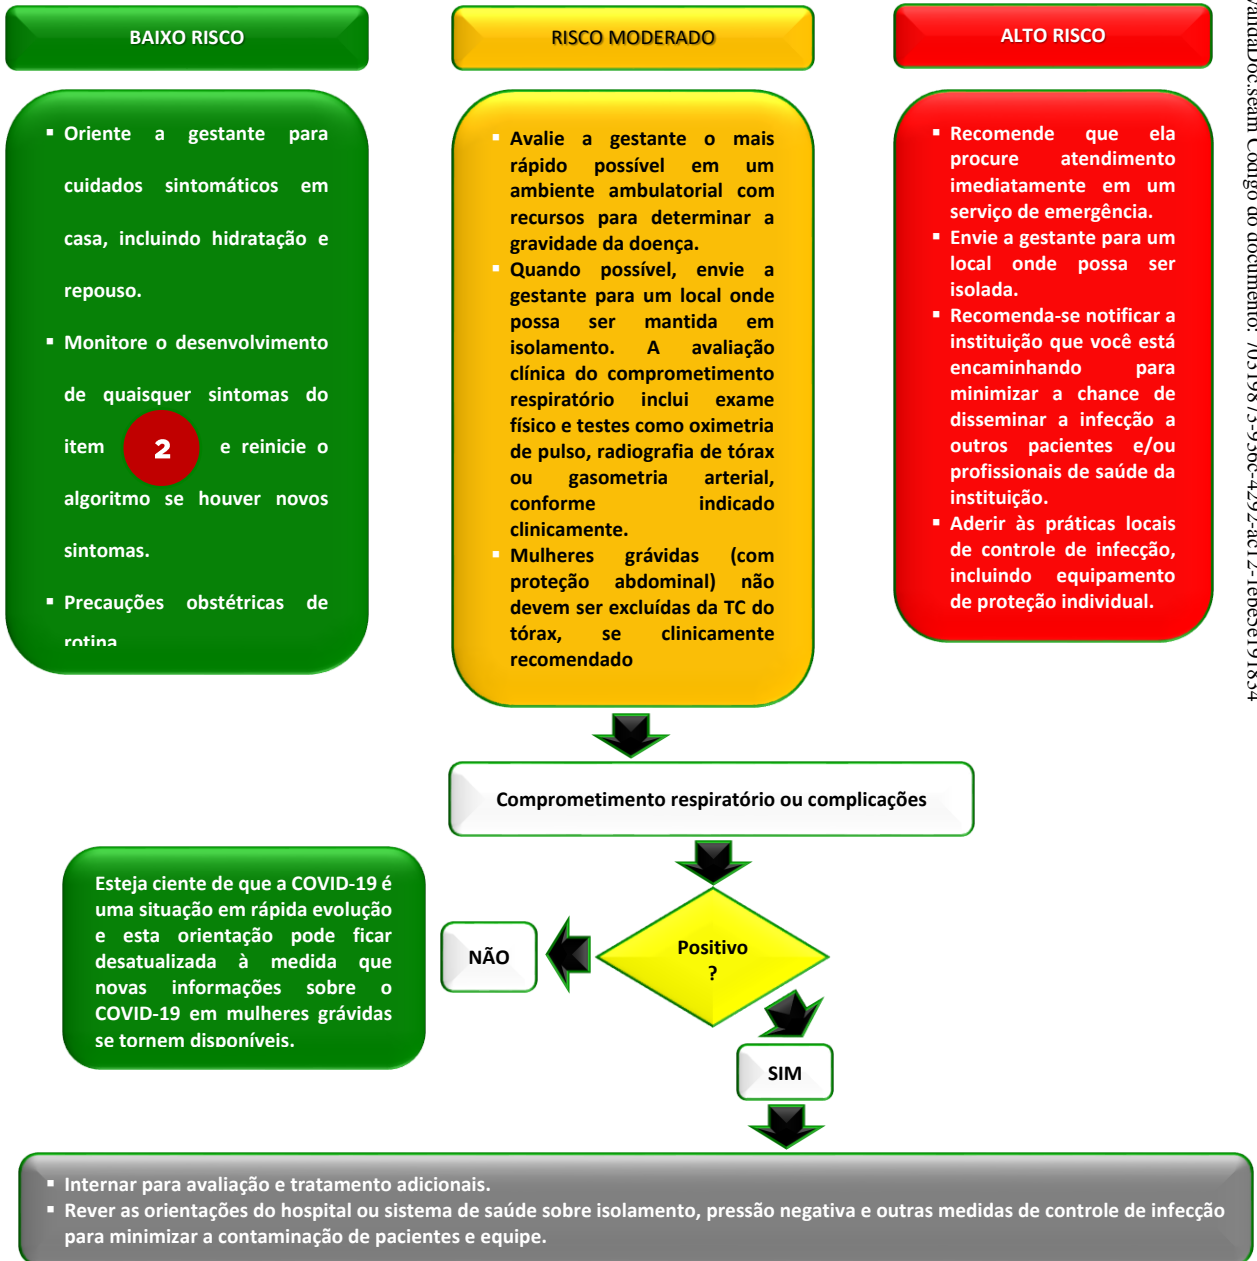 BAIXO RISCO
▪ Oriente a gestante para
cuidados sintomáticos em
casa, incluindo hidratação e
repouso.
▪ Monitore o desenvolvimento
de quaisquer sintomas do
item 2 e reinicie o
algoritmo se houver novos
sintomas.
▪ Precauções obstétricas de
rotina
RISCO MODERADO
▪ Avalie a gestante o mais
rápido possível em um
ambiente ambulatorial com
recursos para determinar a
gravidade da doença.
▪ Quando possível, envie a
gestante para um local onde
possa ser mantida em
isolamento. A avaliação
clínica do comprometimento
respiratório inclui exame
físico e testes como oximetria
de pulso, radiografia de tórax
ou gasometria arterial,
conforme indicado
clinicamente.
▪ Mulheres grávidas (com
proteção abdominal) não
devem ser excluídas da TC do
tórax, se clinicamente
recomendado
ALTO RISCO
▪ Recomende que ela
procure atendimento
imediatamente em um
serviço de emergência.
▪ Envie a gestante para um
local onde possa ser
isolada.
▪ Recomenda-se notificar a
instituição que você está
encaminhando para
minimizar a chance de
disseminar a infecção a
outros pacientes e/ou
profissionais de saúde da
instituição.
▪ Aderir às práticas locais
de controle de infecção,
incluindo equipamento
de proteção individual.
Comprometimento respiratório ou complicações
Esteja ciente de que a COVID-19 é
uma situação em rápida evolução
e esta orientação pode ficar
desatualizada à medida que
novas informações sobre o
COVID-19 em mulheres grávidas
se tornem disponíveis.
NÃO
Positivo
?
SIM
▪ Internar para avaliação e tratamento adicionais.
▪ Rever as orientações do hospital ou sistema de saúde sobre isolamento, pressão negativa e outras medidas de controle de infecção
para minimizar a contaminação de pacientes e equipe.